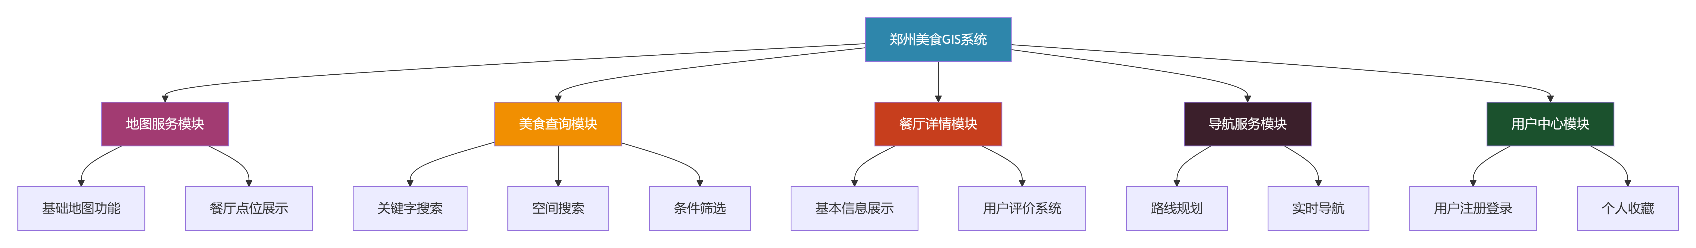 郑州美食GIS系统
地图服务模块
美食查询模块
餐厅详情模块
导航服务模块
用户中心模块
基础地图功能
餐厅点位展示
关键字搜索
空间搜索
条件筛选
基本信息展示
用户评价系统
路线规划
实时导航
用户注册登录
个人收藏